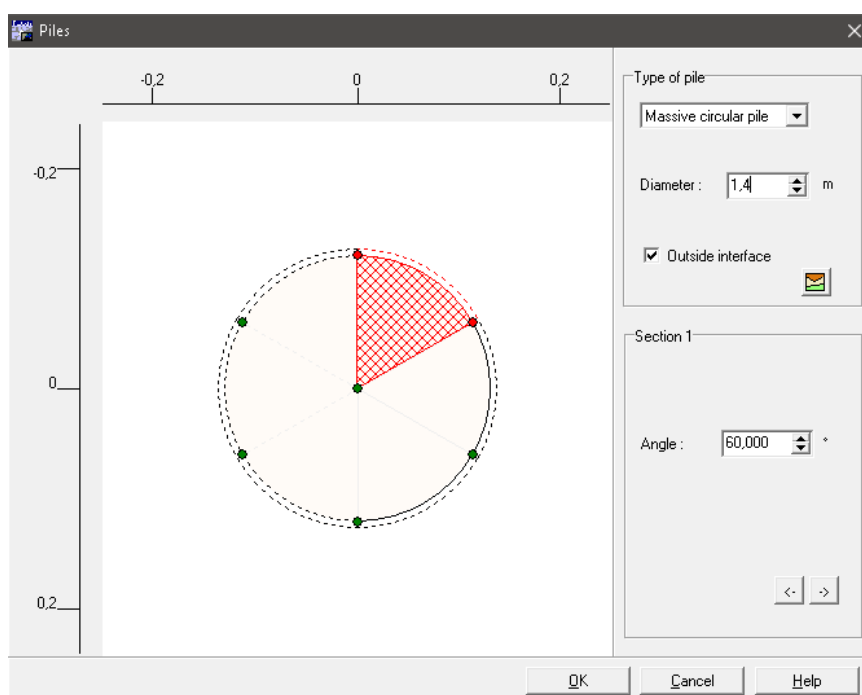 Piles
-0,2 0 0,2
-0,2
0
0,2
Type of pile
Massive circular pile
Diameter : 1,4 m
Outside interface
Section 1
Angle : 60,000 °
<- ->
OK Cancel Help